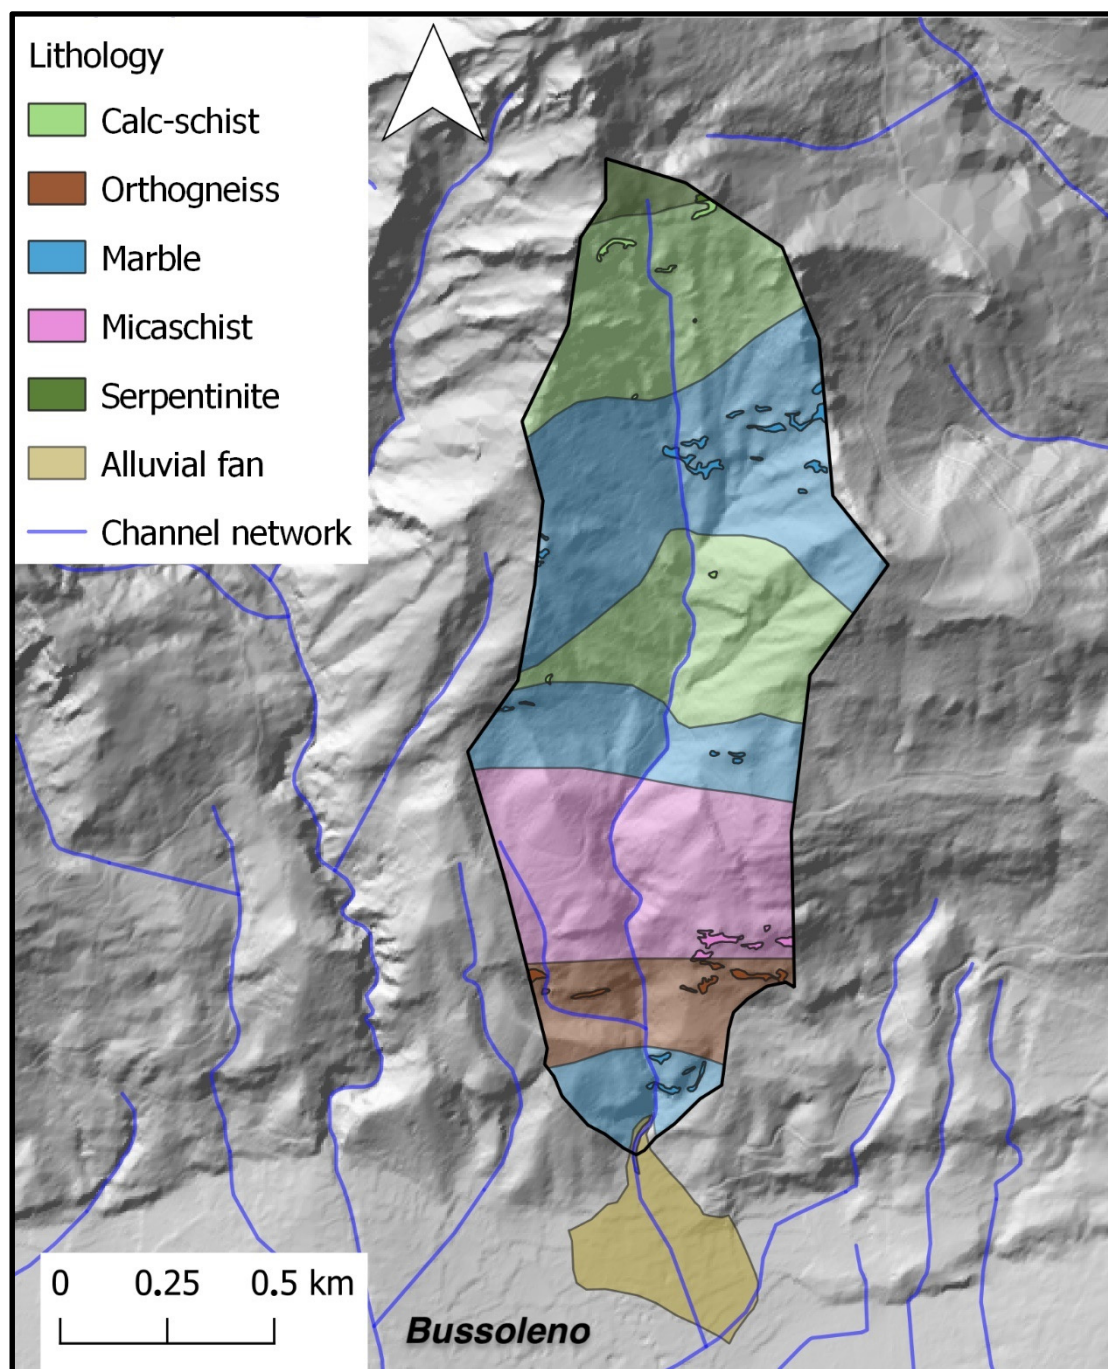 Lithology
Calc-schist
Orthogneiss
Marble
Micaschist
Serpentinite
Alluvial fan
Channel network
0 0.25 0.5 km
Bussoleno